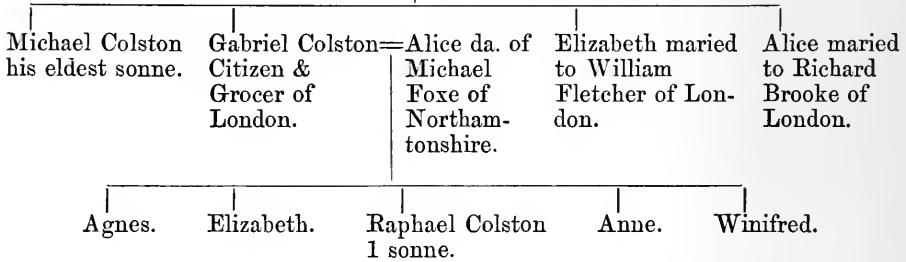 Michael Colston
his eldest sonne.
Gabriel Colston=Alice da. of
Citizen &
Grocer of
London.
Michael
Foxe of
Northam-
tonshire.
Elizabeth maried
to William
Fletcher of Lon-
don.
Alice maried
to Richard
Brooke of
London.
Agnes.
Elizabeth.
Raphael Colston
1 sonne.
Anne.
Winifred.